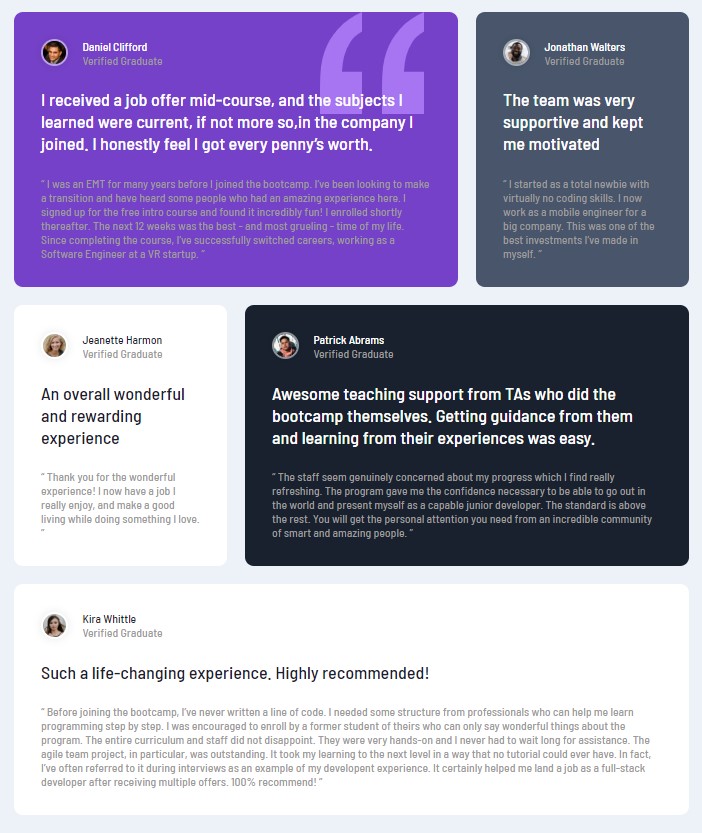 Daniel Clifford
Verified Graduate
I received a job offer mid-course, and the subjects I
learned were current, if not more so,in the company I
joined. I honestly feel I got every penny’s worth.
“ I was an EMT for many years before I joined the bootcamp. I’ve been looking to make
a transition and have heard some people who had an amazing experience here. I
signed up for the free intro course and found it incredibly fun! I enrolled shortly
thereafter. The next 12 weeks was the best - and most grueling - time of my life.
Since completing the course, I’ve successfully switched careers, working as a
Software Engineer at a VR startup. ”
Jonathan Walters
Verified Graduate
The team was very
supportive and kept
me motivated
“ I started as a total newbie with
virtually no coding skills. I now
work as a mobile engineer for a
big company. This was one of the
best investments I’ve made in
myself. ”
Jeanette Harmon
Verified Graduate
An overall wonderful
and rewarding
experience
“ Thank you for the wonderful
experience! I now have a job I
really enjoy, and make a good
living while doing something I love.
”
Patrick Abrams
Verified Graduate
Awesome teaching support from TAs who did the
bootcamp themselves. Getting guidance from them
and learning from their experiences was easy.
“ The staff seem genuinely concerned about my progress which I find really
refreshing. The program gave me the confidence necessary to be able to go out in
the world and present myself as a capable junior developer. The standard is above
the rest. You will get the personal attention you need from an incredible community
of smart and amazing people. ”
Kira Whittle
Verified Graduate
Such a life-changing experience. Highly recommended!
“ Before joining the bootcamp, I’ve never written a line of code. I needed some structure from professionals who can help me learn
programming step by step. I was encouraged to enroll by a former student of theirs who can only say wonderful things about the
program. The entire curriculum and staff did not disappoint. They were very hands-on and I never had to wait long for assistance. The
agile team project, in particular, was outstanding. It took my learning to the next level in a way that no tutorial could ever have. In fact,
I’ve often referred to it during interviews as an example of my developent experience. It certainly helped me land a job as a full-stack
developer after receiving multiple offers. 100% recommend! ”